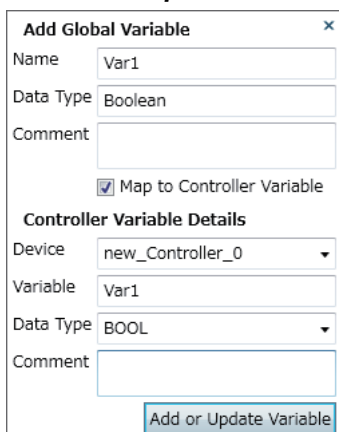 Add Global Variable ×
Name Var1
Data Type Boolean
Comment
Map to Controller Variable
Controller Variable Details
Device new_Controller_0
Variable Var1
Data Type BOOL
Comment
Add or Update Variable